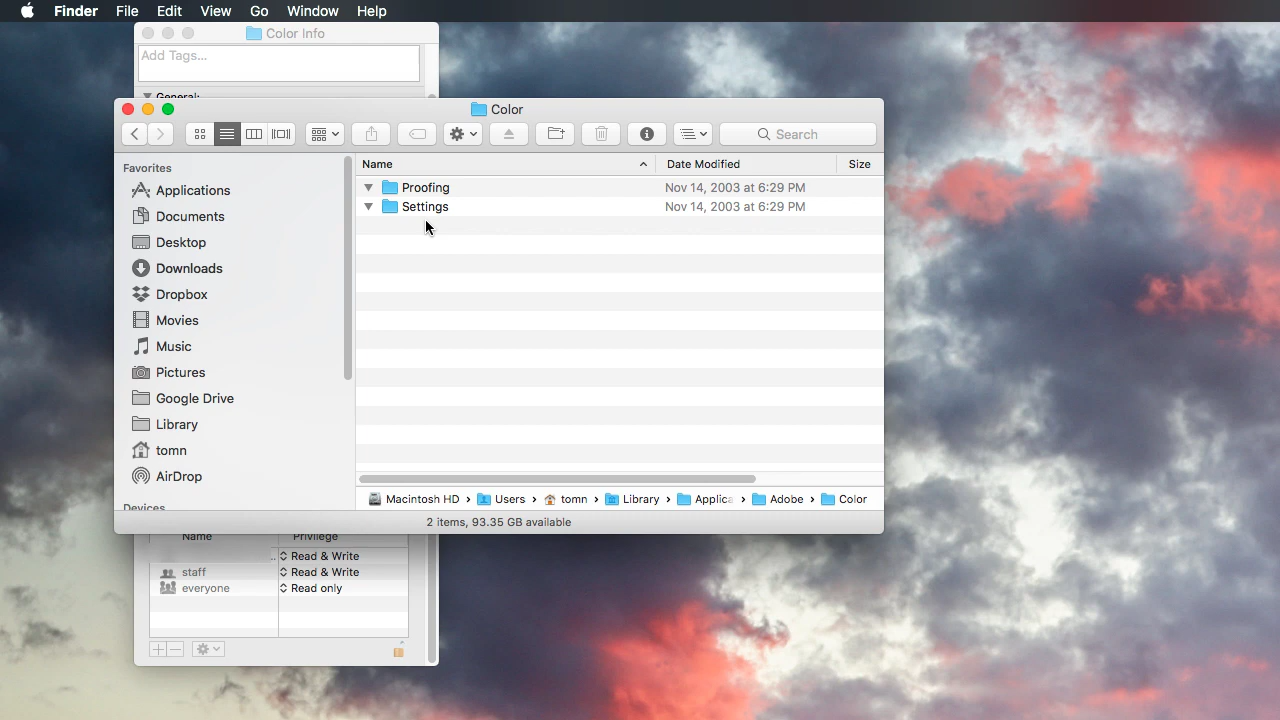 Finder File Edit View Go Window Help
Color Info
Add Tags...
General:
Color
Search
Favorites
Applications
Documents
Desktop
Downloads
Dropbox
Movies
Music
Pictures
Google Drive
Library
tomn
AirDrop
Devices
Name Date Modified Size
Proofing Nov 14, 2003 at 6:29 PM
Settings Nov 14, 2003 at 6:29 PM
Macintosh HD › Users › tomn › Library › Applica › Adobe › Color
2 items, 93.35 GB available
Name Privilege
.. Read & Write
staff Read & Write
everyone Read only